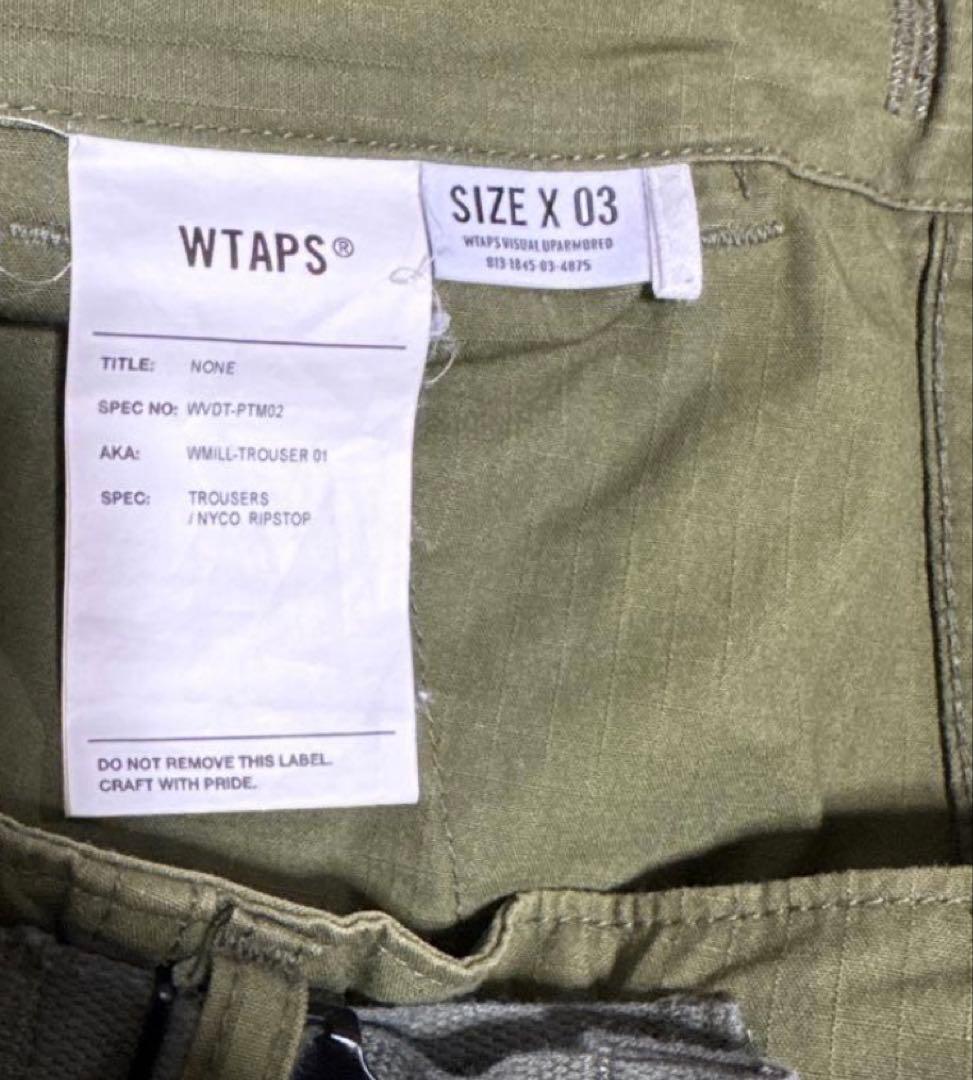 WTAPS®
TITLE: NONE
SPEC NO: WVDT-PTM02
AKA: WMILL-TROUSER 01
SPEC: TROUSERS
/ NYCO RIPSTOP
DO NOT REMOVE THIS LABEL.
CRAFT WITH PRIDE.
SIZE X 03
WTAPS VISUAL UPARMORED
813-1845-03-4875